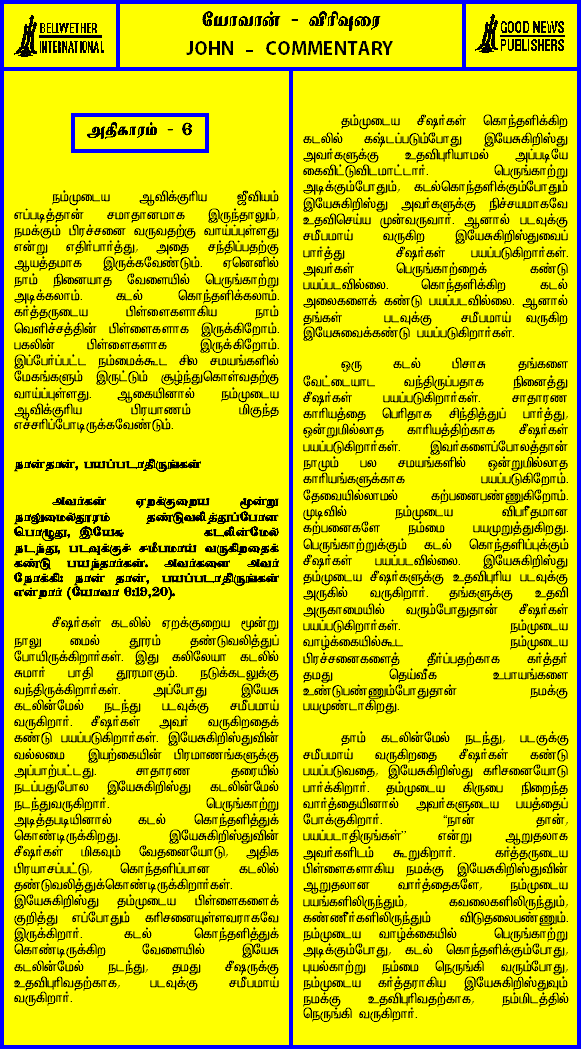 BELWETHER
INTERNATIONAL
யோவான் - விரிவுரை
JOHN - COMMENTARY
GOOD NEWS
PUBLISHERS
அதிகாரம் - 6
நம்முடைய ஆவிக்குரிய ஜீவியம்
எப்படித்தான் சமாதானமாக இருந்தாலும்,
நமக்கும் பிரச்சனை வருவதற்கு வாய்ப்புள்ளது
என்று எதிர்பார்த்து, அதை சந்திப்பதற்கு
ஆயத்தமாக இருக்கவேண்டும். ஏனெனில்
நாம் நினையாத வேளையில் பெருங்காற்று
அடிக்கலாம். கடல் கொந்தளிக்கலாம்.
கர்த்தருடைய பிள்ளைகளாகிய நாம்
வெளிச்சத்தின் பிள்ளைகளாக இருக்கிறோம்.
பகலின் பிள்ளைகளாக இருக்கிறோம்.
இப்பேர்ப்பட்ட நம்மைக்கூட சில சமயங்களில்
மேகங்களும் இருட்டும் சூழ்ந்துகொள்வதற்கு
வாய்ப்புள்ளது. ஆகையினால் நம்முடைய
ஆவிக்குரிய பிரயாணம் மிகுந்த
எச்சரிப்போடிருக்கவேண்டும்.
நான்தான், பயப்படாதிருங்கள்
அவர்கள் ஏறக்குறைய மூன்று
நாலுமைல்தூரம் தண்டுவலித்துப்போன
பொழுது, இயேசு கடலின்மேல்
நடந்து, படவுக்குச் சமீபமாய் வருகிறதைக்
கண்டு பயந்தார்கள். அவர்களை அவர்
நோக்கி: நான் தான், பயப்படாதிருங்கள்
என்றார் (யோவா 6:19,20).
சீஷர்கள் கடலில் ஏறக்குறைய மூன்று
நாலு மைல் தூரம் தண்டுவலித்துப்
போயிருக்கிறார்கள். இது கலிலேயா கடலில்
சுமார் பாதி தூரமாகும். நடுக்கடலுக்கு
வந்திருக்கிறார்கள். அப்போது இயேசு
கடலின்மேல் நடந்து படவுக்கு சமீபமாய்
வருகிறார். சீஷர்கள் அவர் வருகிறதைக்
கண்டு பயப்படுகிறார்கள். இயேசுகிறிஸ்துவின்
வல்லமை இயற்கையின் பிரமாணங்களுக்கு
அப்பாற்பட்டது. சாதாரண தரையில்
நடப்பதுபோல இயேசுகிறிஸ்து கடலின்மேல்
நடந்துவருகிறார். பெருங்காற்று
அடித்தபடியினால் கடல் கொந்தளித்துக்
கொண்டிருக்கிறது. இயேசுகிறிஸ்துவின்
சீஷர்கள் மிகவும் வேதனையோடு, அதிக
பிரயாசப்பட்டு, கொந்தளிப்பான கடலில்
தண்டுவலித்துக்கொண்டிருக்கிறார்கள்.
இயேசுகிறிஸ்து தம்முடைய பிள்ளைகளைக்
குறித்து எப்போதும் கரிசனையுள்ளவராகவே
இருக்கிறார். கடல் கொந்தளித்துக்
கொண்டிருக்கிற வேளையில் இயேசு
கடலின்மேல் நடந்து, தமது சீஷருக்கு
உதவிபுரிவதற்காக, படவுக்கு சமீபமாய்
வருகிறார்.
தம்முடைய சீஷர்கள் கொந்தளிக்கிற
கடலில் கஷ்டப்படும்போது இயேசுகிறிஸ்து
அவர்களுக்கு உதவிபுரியாமல் அப்படியே
கைவிட்டுவிடமாட்டார். பெருங்காற்று
அடிக்கும்போதும், கடல்கொந்தளிக்கும்போதும்
இயேசுகிறிஸ்து அவர்களுக்கு நிச்சயமாகவே
உதவிசெய்ய முன்வருவார். ஆனால் படவுக்கு
சமீபமாய் வருகிற இயேசுகிறிஸ்துவைப்
பார்த்து சீஷர்கள் பயப்படுகிறார்கள்.
அவர்கள் பெருங்காற்றைக் கண்டு
பயப்படவில்லை. கொந்தளிக்கிற கடல்
அலைகளைக் கண்டு பயப்படவில்லை. ஆனால்
தங்கள் படவுக்கு சமீபமாய் வருகிற
இயேசுவைக்கண்டு பயப்படுகிறார்கள்.
ஒரு கடல் பிசாசு தங்களை
வேட்டையாட வந்திருப்பதாக நினைத்து
சீஷர்கள் பயப்படுகிறார்கள். சாதாரண
காரியத்தை பெரிதாக சிந்தித்துப் பார்த்து,
ஒன்றுமில்லாத காரியத்திற்காக சீஷர்கள்
பயப்படுகிறார்கள். இவர்களைப்போலத்தான்
நாமும் பல சமயங்களில் ஒன்றுமில்லாத
காரியங்களுக்காக பயப்படுகிறோம்.
தேவையில்லாமல் கற்பனைபண்ணுகிறோம்.
முடிவில் நம்முடைய விபரீதமான
கற்பனைகளே நம்மை பயமுறுத்துகிறது.
பெருங்காற்றுக்கும் கடல் கொந்தளிப்புக்கும்
சீஷர்கள் பயப்படவில்லை. இயேசுகிறிஸ்து
தம்முடைய சீஷர்களுக்கு உதவிபுரிய படவுக்கு
அருகில் வருகிறார். தங்களுக்கு உதவி
அருகாமையில் வரும்போதுதான் சீஷர்கள்
பயப்படுகிறார்கள். நம்முடைய
வாழ்க்கையில்கூட நம்முடைய
பிரச்சனைகளைத் தீர்ப்பதற்காக கர்த்தர்
தமது தெய்வீக உபாயங்களை
உண்டுபண்ணும்போதுதான் நமக்கு
பயமுண்டாகிறது.
தாம் கடலின்மேல் நடந்து, படகுக்கு
சமீபமாய் வருகிறதை சீஷர்கள் கண்டு
பயப்படுவதை, இயேசுகிறிஸ்து கரிசனையோடு
பார்க்கிறார். தம்முடைய கிருபை நிறைந்த
வார்த்தையினால் அவர்களுடைய பயத்தைப்
போக்குகிறார். "நான் தான்,
பயப்படாதிருங்கள்" என்று ஆறுதலாக
அவர்களிடம் கூறுகிறார். கர்த்தருடைய
பிள்ளைகளாகிய நமக்கு இயேசுகிறிஸ்துவின்
ஆறுதலான வார்த்தைகளே, நம்முடைய
பயங்களிலிருந்தும், கவலைகளிலிருந்தும்,
கண்ணீர்களிலிருந்தும் விடுதலைபண்ணும்.
நம்முடைய வாழ்க்கையில் பெருங்காற்று
அடிக்கும்போது, கடல் கொந்தளிக்கும்போது,
புயல்காற்று நம்மை நெருங்கி வரும்போது,
நம்முடைய கர்த்தராகிய இயேசுகிறிஸ்துவும்
நமக்கு உதவிபுரிவதற்காக, நம்மிடத்தில்
நெருங்கி வருகிறார்.